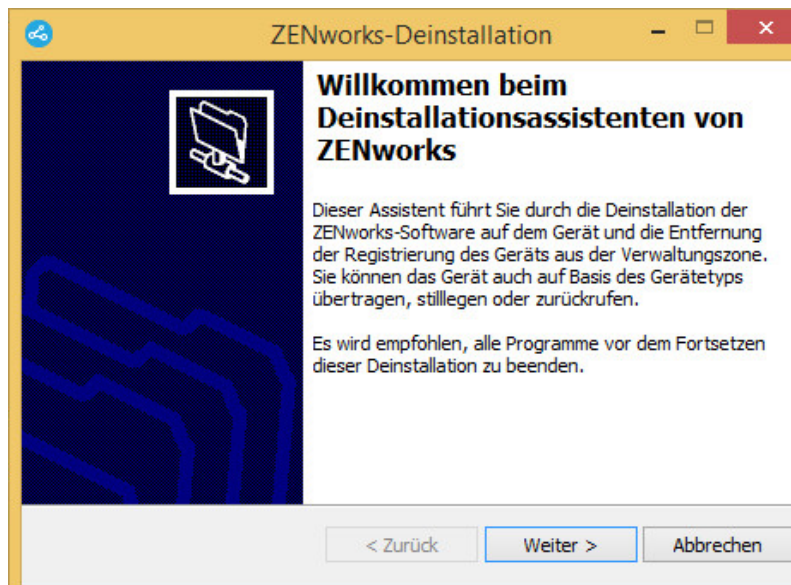 ZENworks-Deinstallation
Willkommen beim
Deinstallationsassistenten von
ZENworks
Dieser Assistent führt Sie durch die Deinstallation der
ZENworks-Software auf dem Gerät und die Entfernung
der Registrierung des Geräts aus der Verwaltungszone.
Sie können das Gerät auch auf Basis des Gerätetyps
übertragen, stilllegen oder zurückrufen.
Es wird empfohlen, alle Programme vor dem Fortsetzen
dieser Deinstallation zu beenden.
< Zurück Weiter > Abbrechen